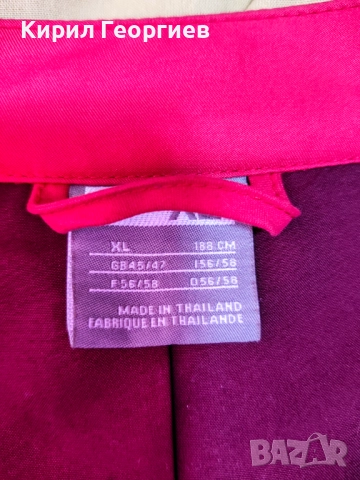 Кирил Георгиев
XL 188 CM
GB45/47 I56/58
F 56/58 D56/58
MADE IN THAILAND
FABRIQUE EN THAILANDE
BAZAR